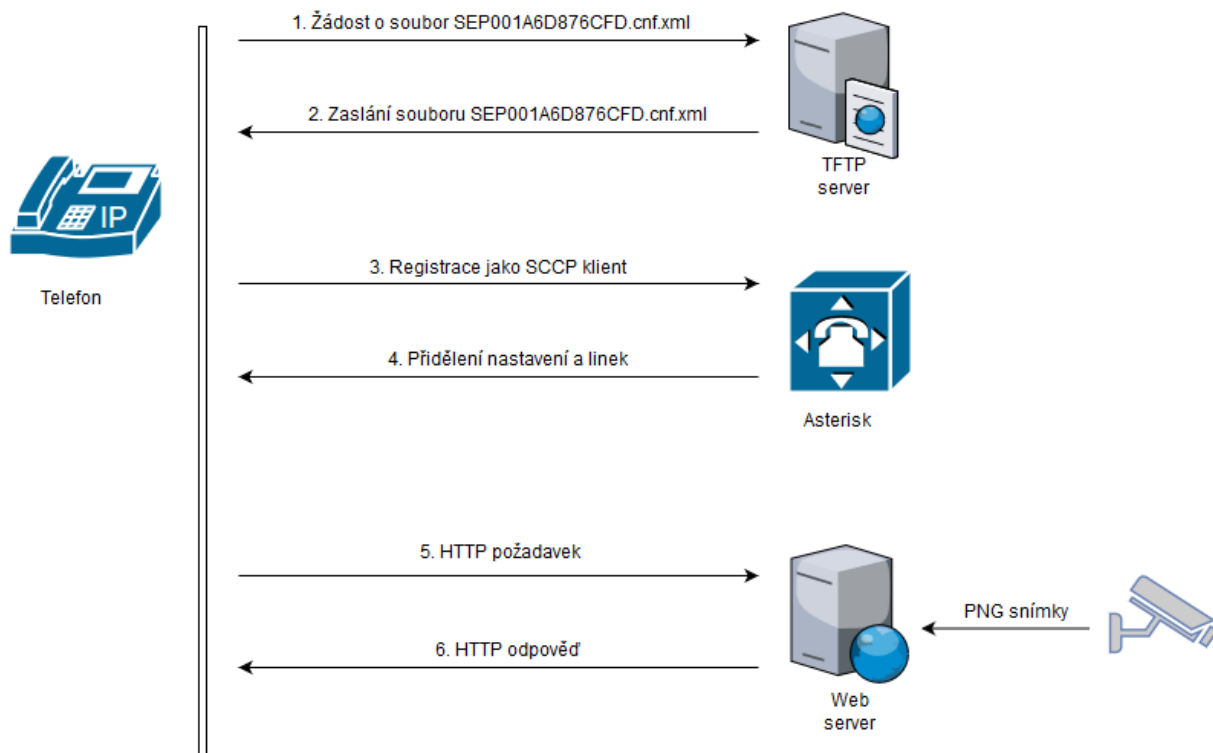 1. Žádost o soubor SEP001A6D876CFD.cnf.xml
2. Zaslání souboru SEP001A6D876CFD.cnf.xml
TFTP
server
IP
Telefon
3. Registrace jako SCCP klient
4. Přidělení nastavení a linek
Asterisk
5. HTTP požadavek
PNG snímky
6. HTTP odpověď
Web
server